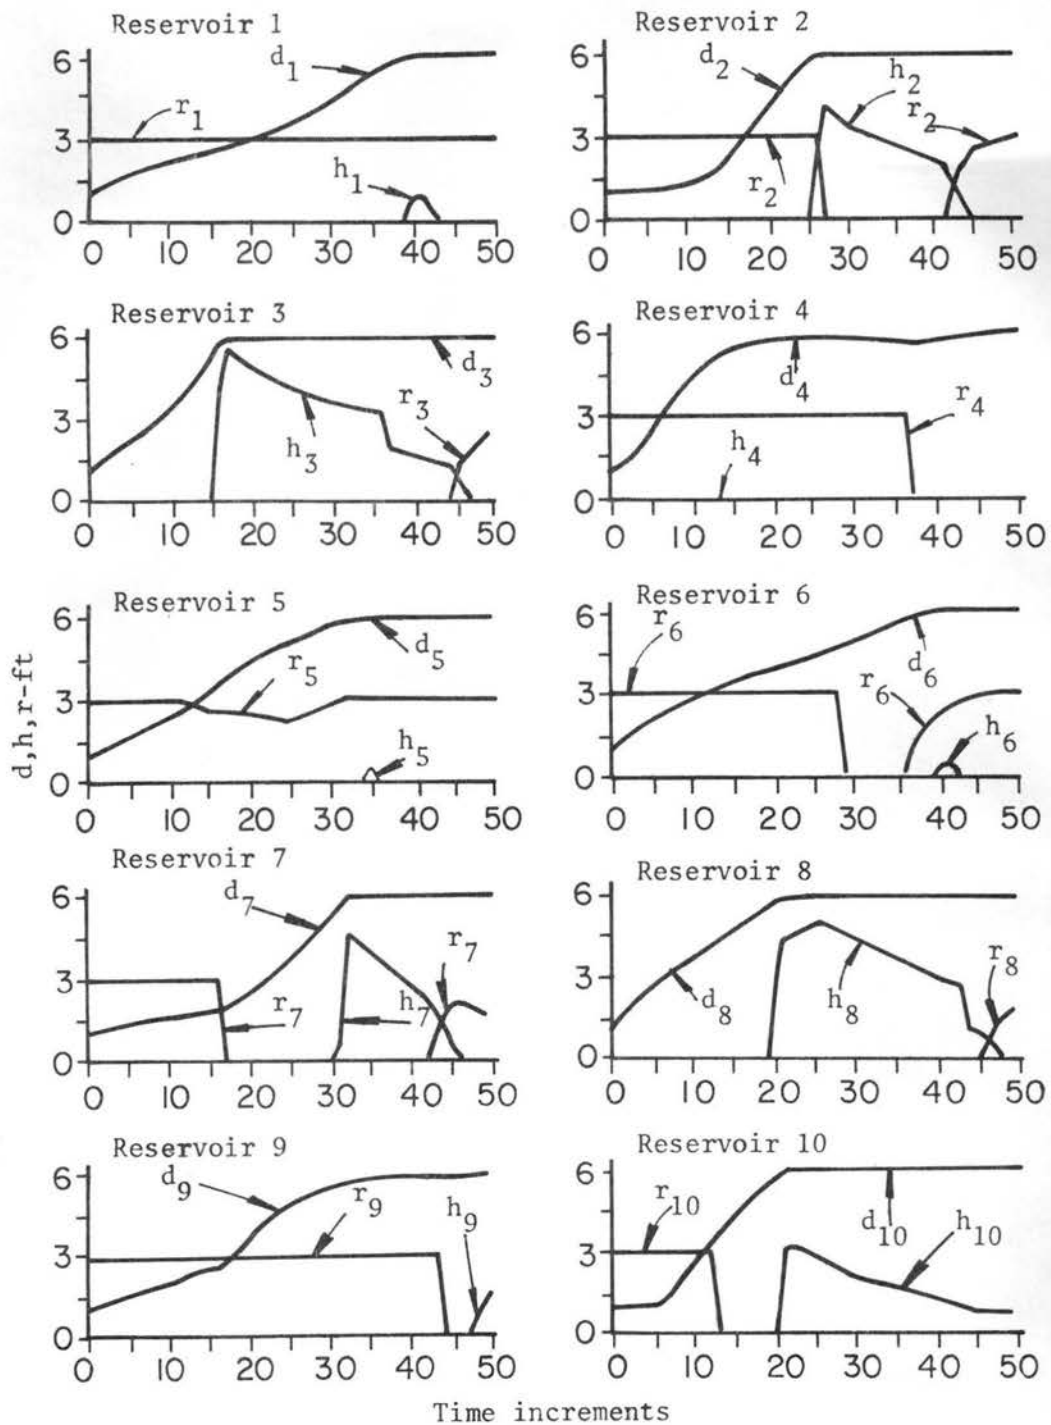 Reservoir 1
6
d1
r1
3
h1
0
0 10 20 30 40 50
Reservoir 2
6
d2
h2
r2
3
r2
0
0 10 20 30 40 50
Reservoir 3
6
d3
r3
3
h3
0
0 10 20 30 40 50
Reservoir 4
6
d4
r4
3
h4
0
0 10 20 30 40 50
d,h,r-ft
Reservoir 5
6
d5
r5
3
h5
0
0 10 20 30 40 50
Reservoir 6
6
r6
d6
3
r6
h6
0
0 10 20 30 40 50
Reservoir 7
6
d7
r7
3
r7
h7
0
0 10 20 30 40 50
Reservoir 8
6
r8
3
d8
h8
0
0 10 20 30 40 50
Reservoir 9
6
d9
r9
h9
3
0
0 10 20 30 40 50
Reservoir 10
6
r10
d10
h10
3
0
0 10 20 30 40 50
Time increments